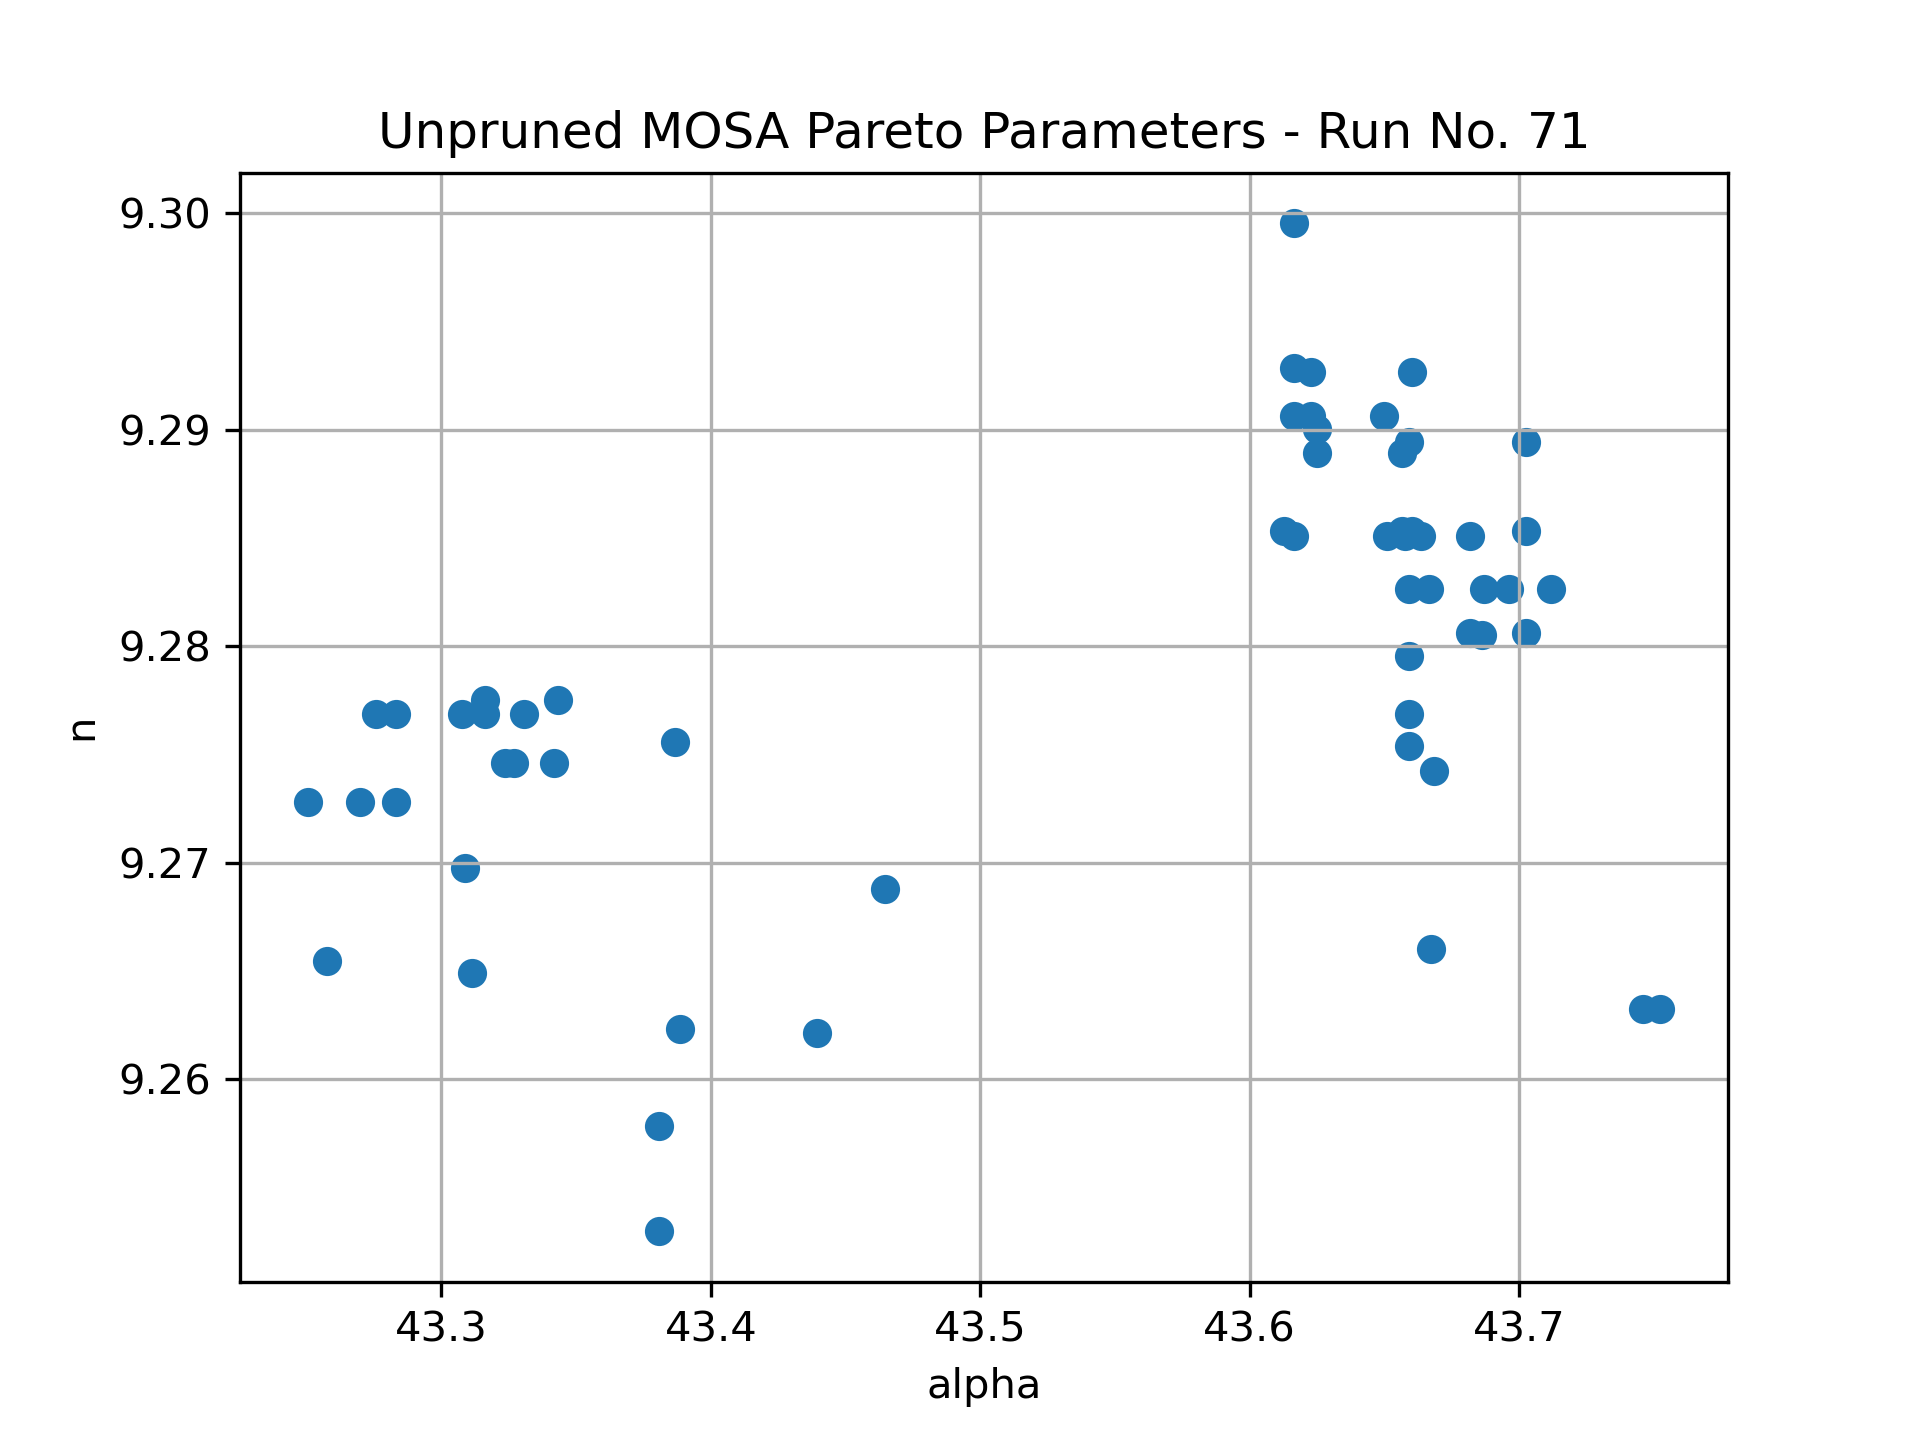 Unpruned MOSA Pareto Parameters - Run No. 71
9.30
9.29
9.28
n
9.27
9.26
43.3 43.4 43.5 43.6 43.7
alpha